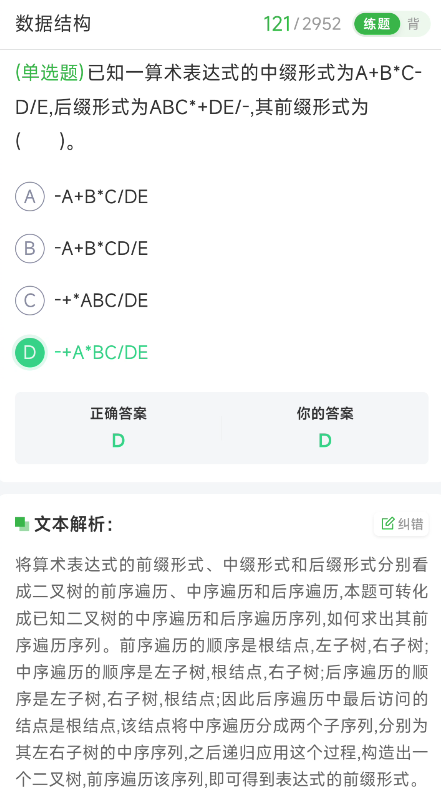 数据结构 121/2952 练题 背
(单选题)已知一算术表达式的中缀形式为A+B*C-
D/E,后缀形式为ABC*+DE/-,其前缀形式为
(　　)。
A -A+B*C/DE
B -A+B*CD/E
C -+*ABC/DE
D -+A*BC/DE
正确答案 你的答案
D D
文本解析： 纠错
将算术表达式的前缀形式、中缀形式和后缀形式分别看
成二叉树的前序遍历、中序遍历和后序遍历,本题可转化
成已知二叉树的中序遍历和后序遍历序列,如何求出其前
序遍历序列。前序遍历的顺序是根结点,左子树,右子树;
中序遍历的顺序是左子树,根结点,右子树;后序遍历的顺
序是左子树,右子树,根结点;因此后序遍历中最后访问的
结点是根结点,该结点将中序遍历分成两个子序列,分别为
其左右子树的中序序列,之后递归应用这个过程,构造出一
个二叉树,前序遍历该序列,即可得到表达式的前缀形式。